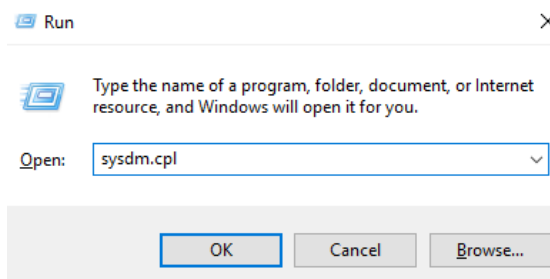 Run
Type the name of a program, folder, document, or Internet
resource, and Windows will open it for you.
Open: sysdm.cpl
OK Cancel Browse...